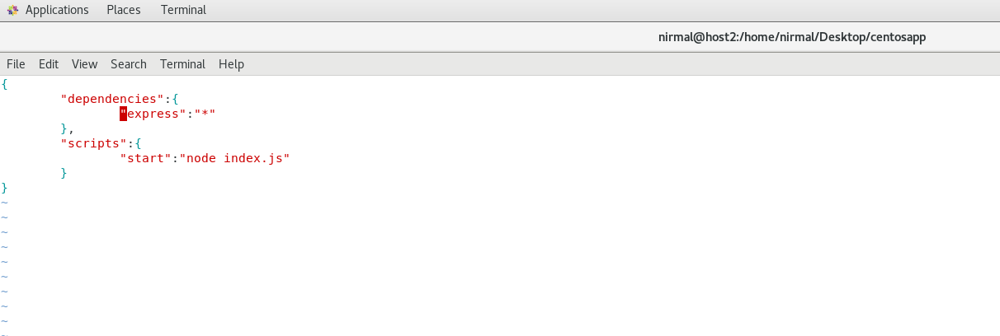 Applications Places Terminal
nirmal@host2:/home/nirmal/Desktop/centosapp
File Edit View Search Terminal Help
{
"dependencies":{
"express":"*"
},
"scripts":{
"start":"node index.js"
}
}
~
~
~
~
~
~
~
~
~
~